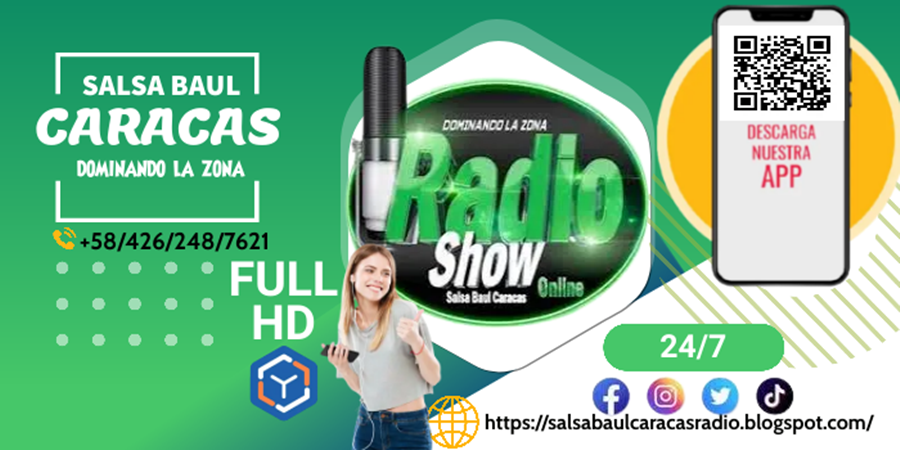 SALSA BAUL
CARACAS
DOMINANDO LA ZONA
+58/426/248/7621
FULL
HD
DOMINANDO LA ZONA
Radio
Show
Online
Salsa Baul Caracas
DESCARGA
NUESTRA
APP
24/7
https://salsabaulcaracasradio.blogspot.com/